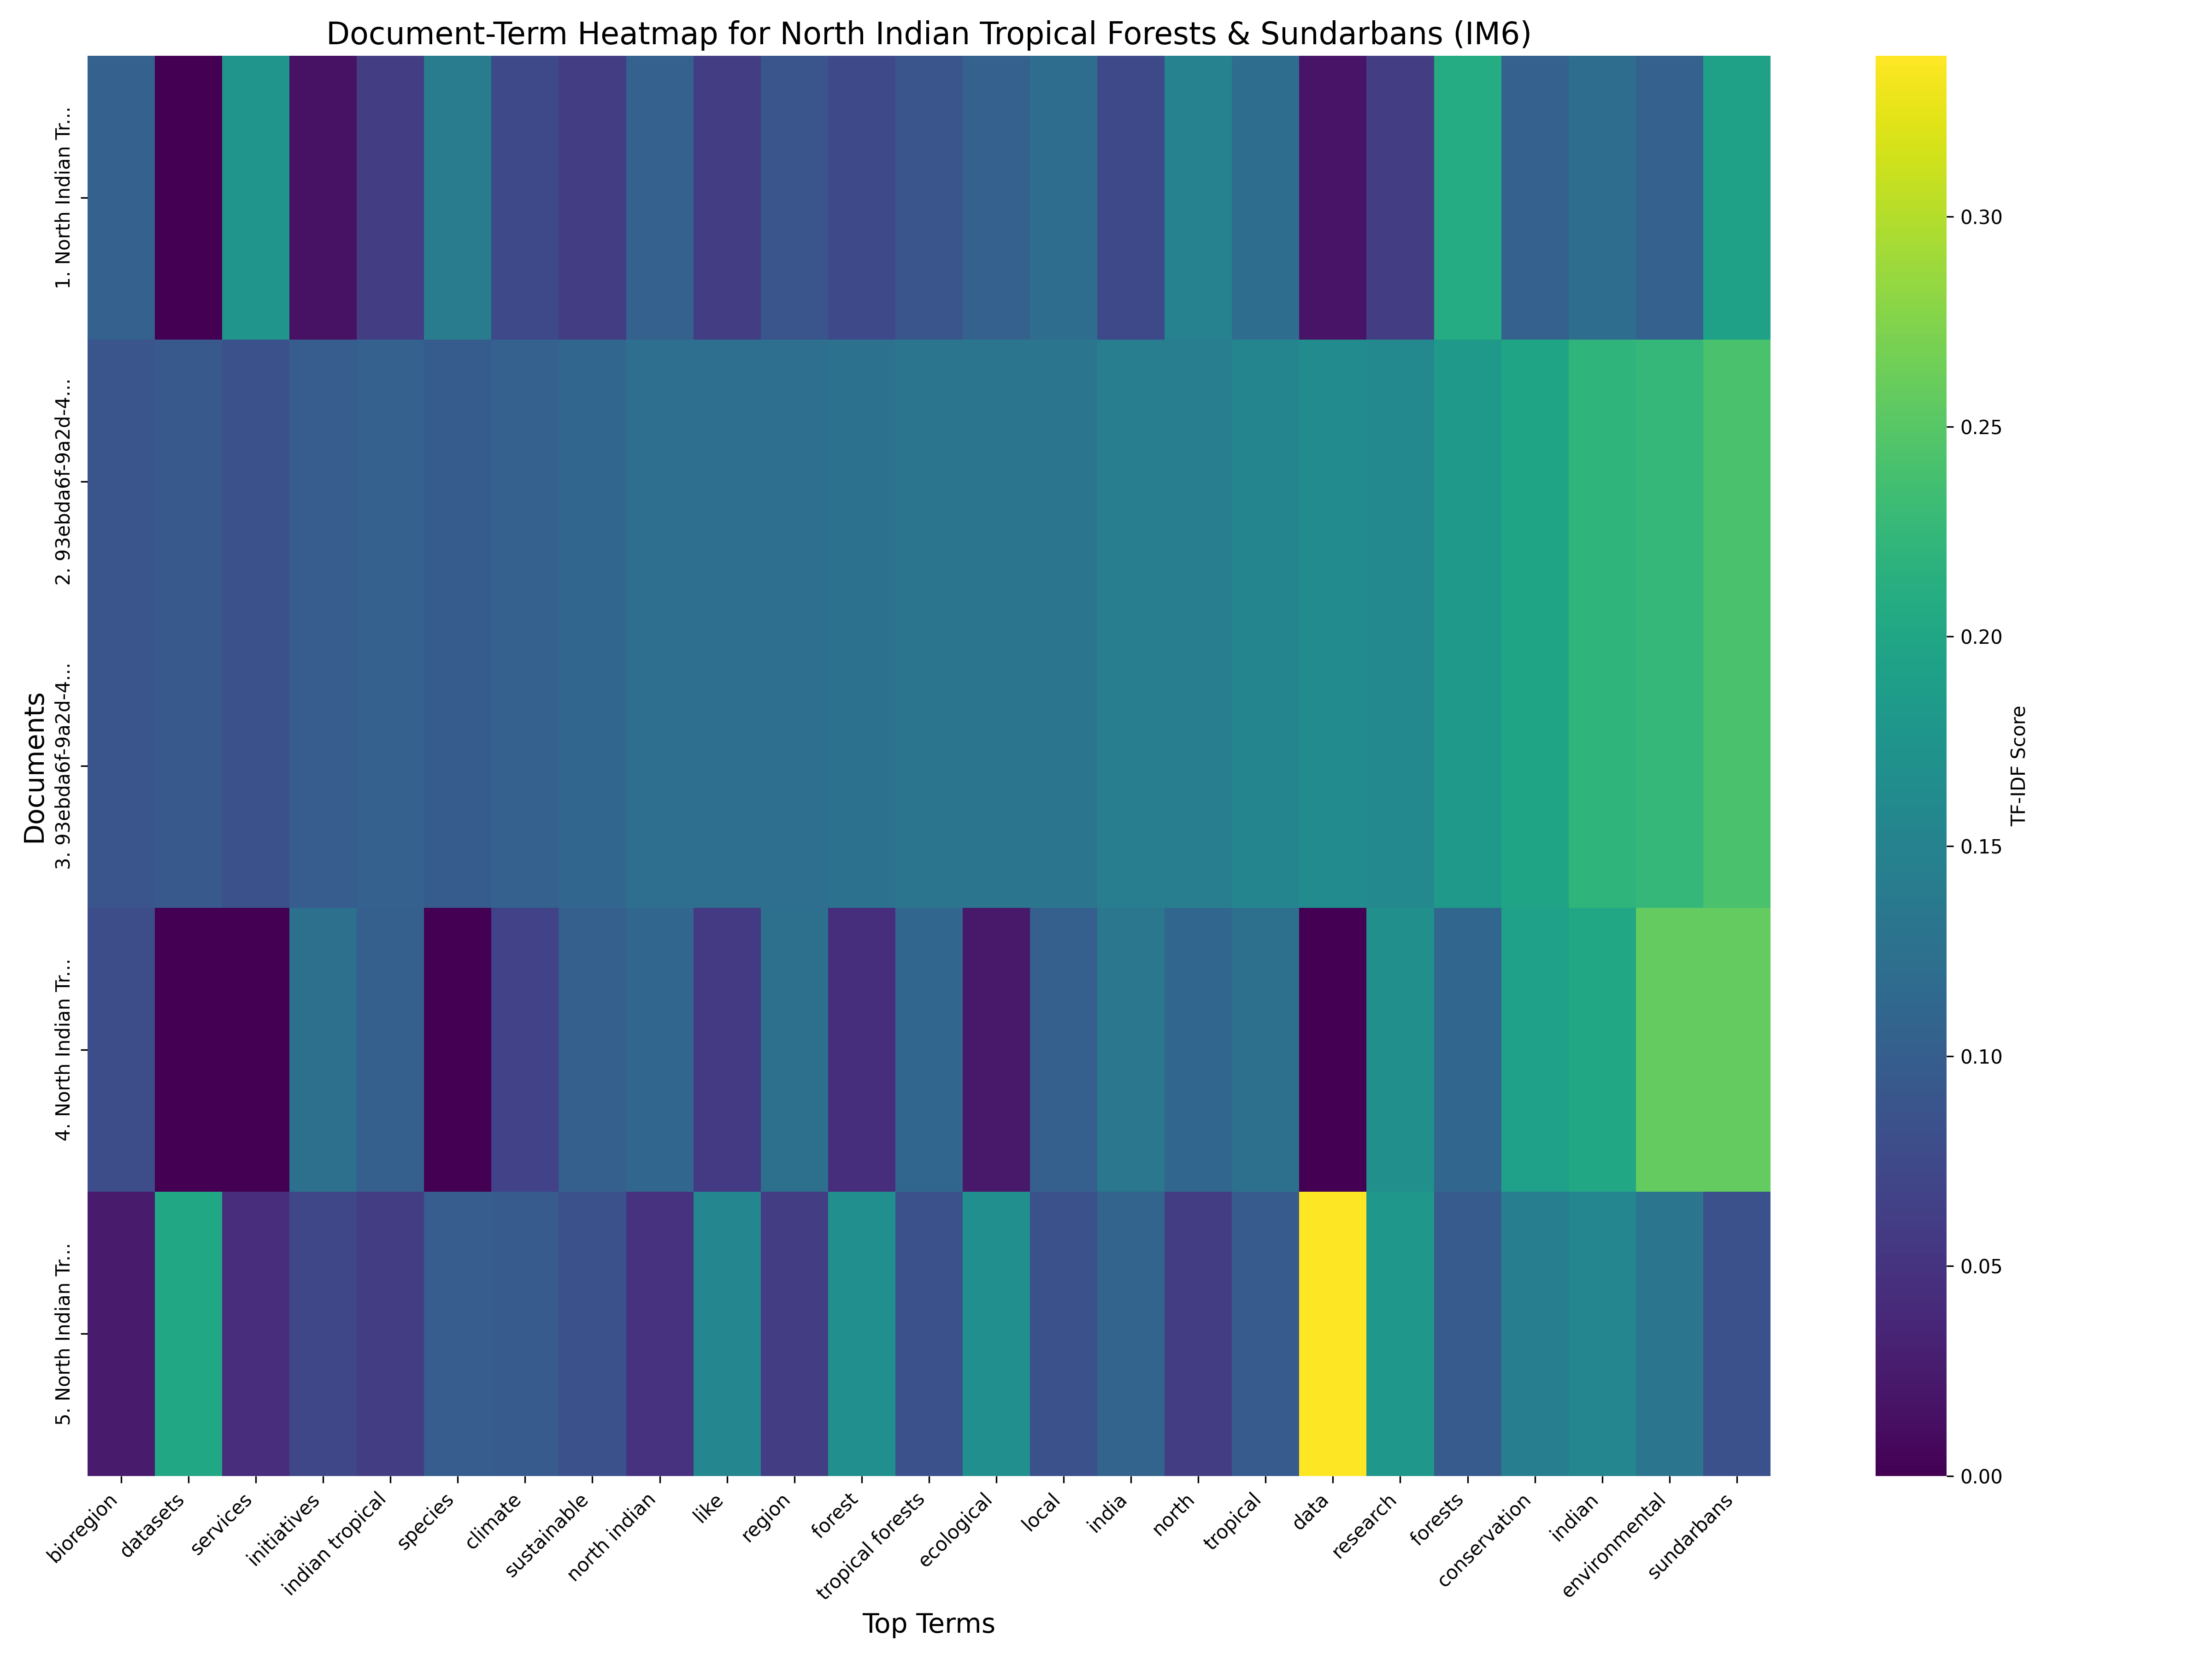 Document-Term Heatmap for North Indian Tropical Forests & Sundarbans (IM6)
Documents
1. North Indian Tr...
2. 93ebda6f-9a2d-4...
3. 93ebda6f-9a2d-4...
4. North Indian Tr...
5. North Indian Tr...
bioregion
datasets
services
initiatives
indian tropical
species
climate
sustainable
north indian
like
region
forest
tropical forests
ecological
local
india
north
tropical
data
research
forests
conservation
indian
environmental
sundarbans
Top Terms
0.30
0.25
0.20
0.15
0.10
0.05
0.00
TF-IDF Score